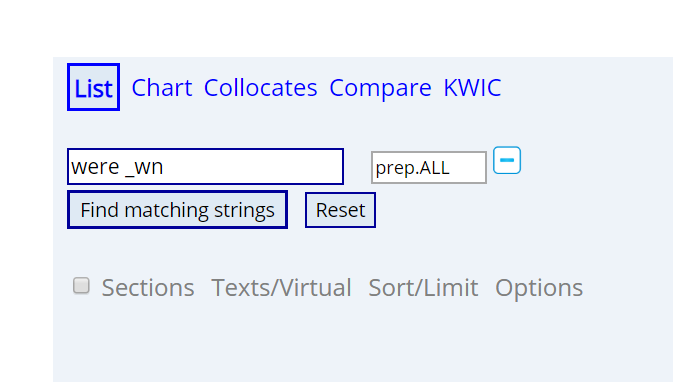 List Chart Collocates Compare KWIC
were _wn prep.ALL
Find matching strings Reset
Sections Texts/Virtual Sort/Limit Options